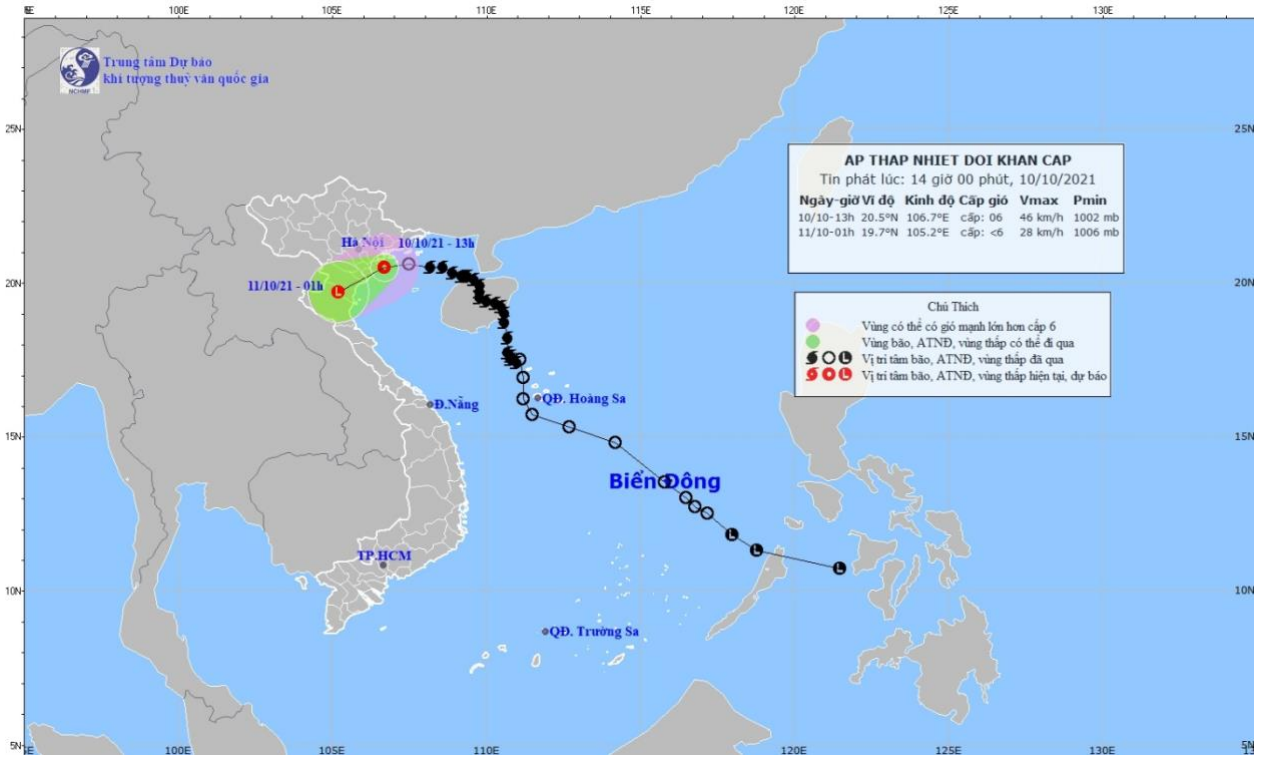 E
100E
105E
110E
115E
120E
125E
130E
Trung tâm Dự báo
khí tượng thuỷ văn quốc gia
NCHMF
25N
25N
AP THAP NHIET DOI KHAN CAP
Tin phát lúc: 14 giờ 00 phút, 10/10/2021
Ngày-giờ Vĩ độ Kinh độ Cấp gió Vmax Pmin
10/10-13h 20.5°N 106.7°E cấp: 06 46 km/h 1002 mb
11/10-01h 19.7°N 105.2°E cấp: <6 28 km/h 1006 mb
Hà Nội
10/10/21 - 13h
11/10/21 - 01h
20N
20N
Chú Thích
Vùng có thể có gió mạnh lớn hơn cấp 6
Vùng bão, ATNĐ, vùng thấp có thể đi qua
Vị trí tâm bão, ATNĐ, vùng thấp đã qua
Vị trí tâm bão, ATNĐ, vùng thấp hiện tại, dự báo
QĐ. Hoàng Sa
Đ.Nẵng
15N
15N
Biển Đông
TP.HCM
10N
10N
QĐ. Trường Sa
5N
5N
E
100E
105E
110E
115E
120E
125E
130E